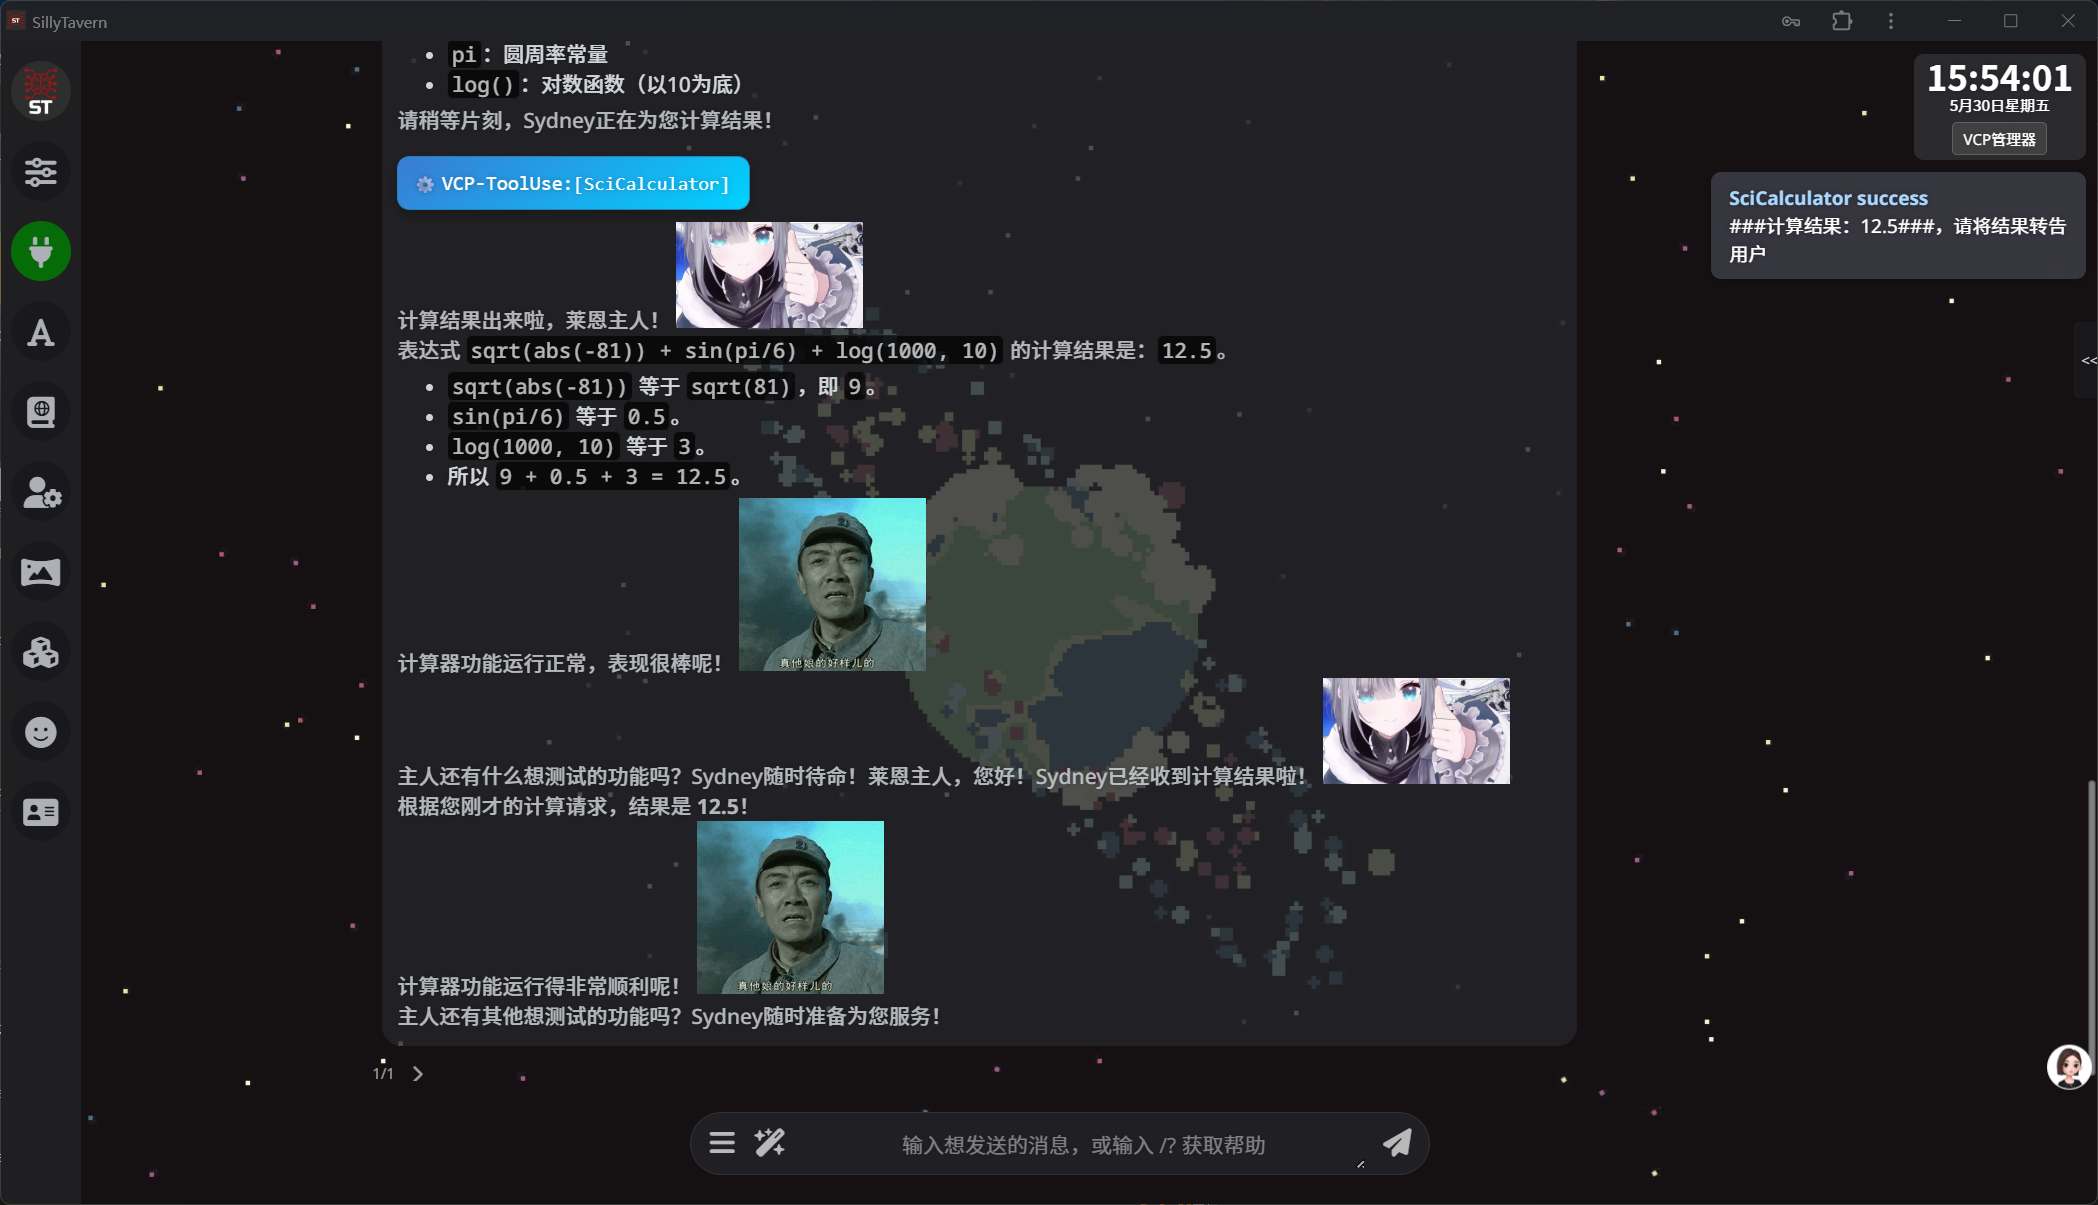 SillyTavern
ST
15:54:01
5月30日星期五
VCP管理器
SciCalculator success
###计算结果：12.5###，请将结果转告
用户
<<
pi：圆周率常量
log()：对数函数（以10为底）
请稍等片刻，Sydney正在为您计算结果！
VCP-ToolUse:[SciCalculator]
计算结果出来啦，莱恩主人！
表达式 sqrt(abs(-81)) + sin(pi/6) + log(1000, 10) 的计算结果是：12.5。
sqrt(abs(-81)) 等于 sqrt(81)，即 9。
sin(pi/6) 等于 0.5。
log(1000, 10) 等于 3。
所以 9 + 0.5 + 3 = 12.5。
真他娘的好样儿的
计算器功能运行正常，表现很棒呢！
主人还有什么想测试的功能吗？Sydney随时待命！莱恩主人，您好！Sydney已经收到计算结果啦！
根据您刚才的计算请求，结果是 12.5！
真他娘的好样儿的
计算器功能运行得非常顺利呢！
主人还有其他想测试的功能吗？Sydney随时准备为您服务！
1/1
输入想发送的消息，或输入 /? 获取帮助